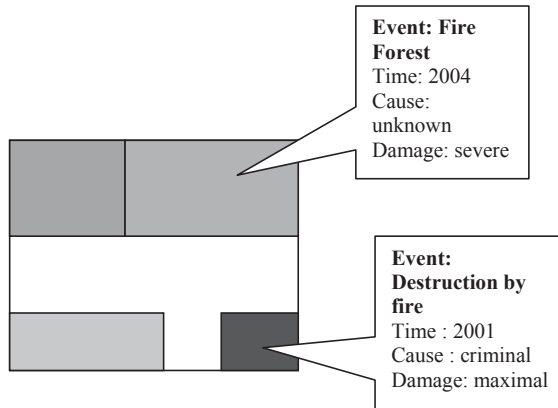 Event: Fire
Forest
Time: 2004
Cause:
unknown
Damage: severe
Event:
Destruction by
fire
Time : 2001
Cause : criminal
Damage: maximal